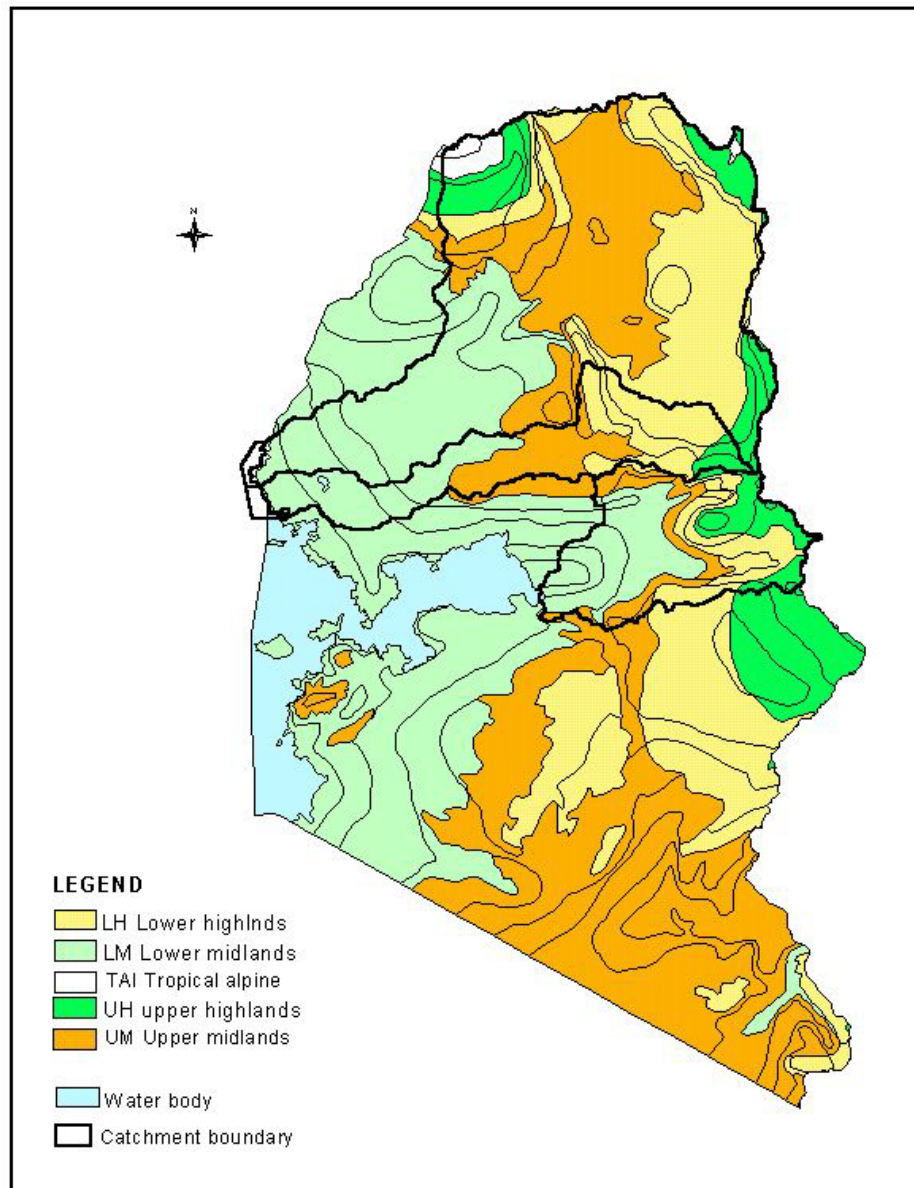 N
LEGEND
LH Lower highlnds
LM Lower midlands
TAI Tropical alpine
UH upper highlands
UM Upper midlands
Water body
Catchment boundary